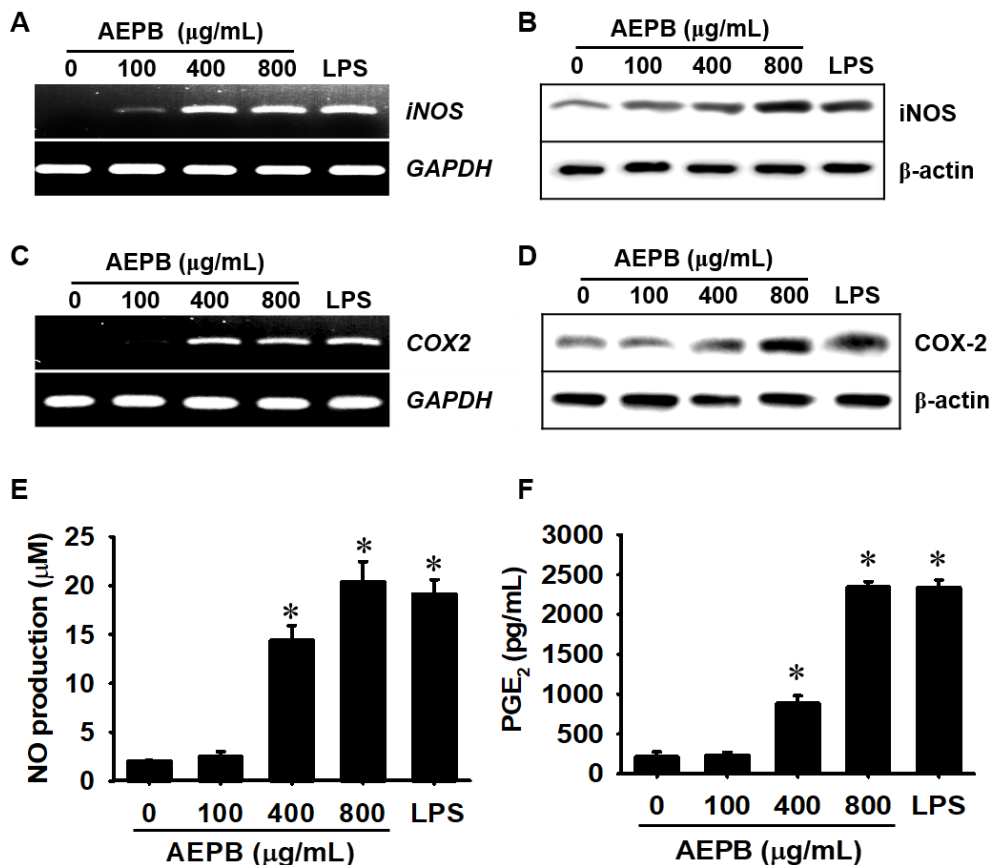 A
AEPB (μg/mL)
0 100 400 800 LPS
iNOS
GAPDH
B
AEPB (μg/mL)
0 100 400 800 LPS
iNOS
β-actin
C
AEPB (μg/mL)
0 100 400 800 LPS
COX2
GAPDH
D
AEPB (μg/mL)
0 100 400 800 LPS
COX-2
β-actin
E
NO production (μM)
25
20
15
10
5
0
* * *
0 100 400 800 LPS
AEPB
(μg/mL)
F
PGE₂ (pg/mL)
3000
2500
2000
1500
1000
500
0
* * *
0 100 400 800 LPS
AEPB (μg/mL)